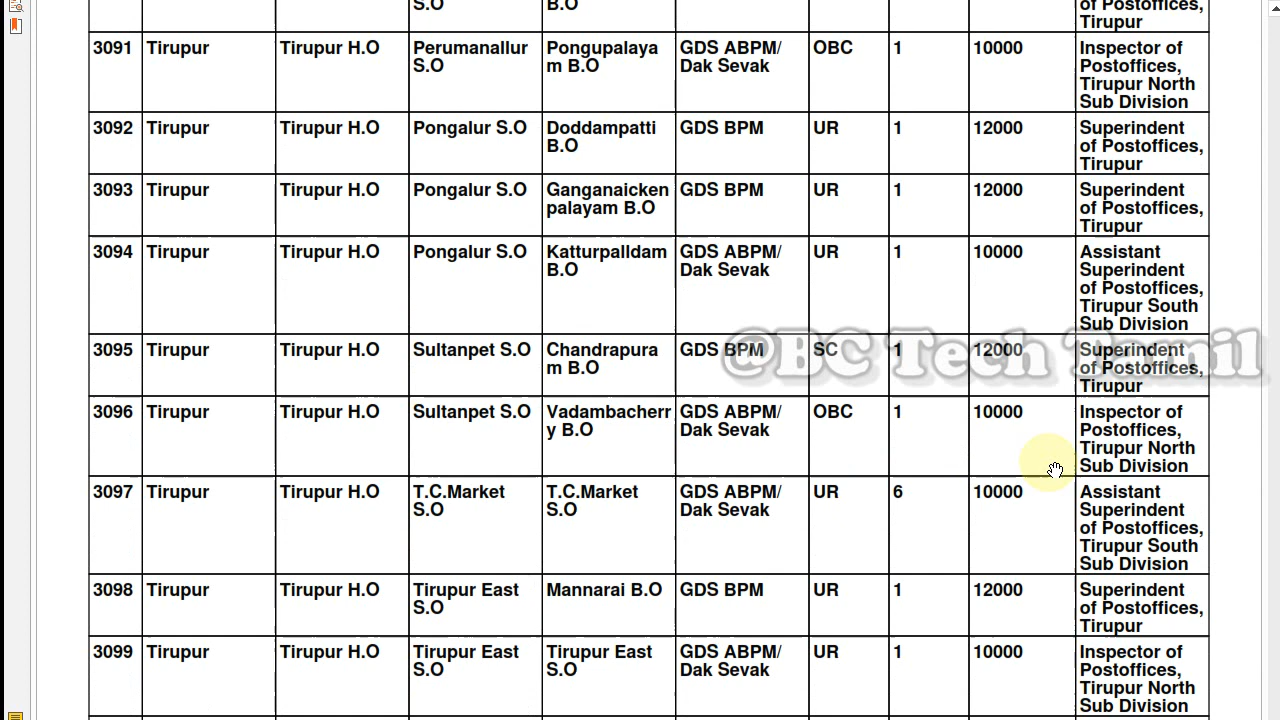 S.O B.O of Postoffices,
Tirupur
3091 Tirupur Tirupur H.O Perumanallur Pongupalaya GDS ABPM/ OBC 1 10000 Inspector of
S.O m B.O Dak Sevak Postoffices,
Tirupur North
Sub Division
3092 Tirupur Tirupur H.O Pongalur S.O Doddampatti GDS BPM UR 1 12000 Superindent
B.O of Postoffices,
Tirupur
3093 Tirupur Tirupur H.O Pongalur S.O Ganganaicken GDS BPM UR 1 12000 Superindent
palayam B.O of Postoffices,
Tirupur
3094 Tirupur Tirupur H.O Pongalur S.O Katturpalldam GDS ABPM/ UR 1 10000 Assistant
B.O Dak Sevak Superindent
of Postoffices,
Tirupur South
Sub Division
@BC Tech Tamil
3095 Tirupur Tirupur H.O Sultanpet S.O Chandrapura GDS BPM SC 1 12000 Superindent
m B.O of Postoffices,
Tirupur
3096 Tirupur Tirupur H.O Sultanpet S.O Vadambacherr GDS ABPM/ OBC 1 10000 Inspector of
y B.O Dak Sevak Postoffices,
Tirupur North
Sub Division
3097 Tirupur Tirupur H.O T.C.Market T.C.Market GDS ABPM/ UR 6 10000 Assistant
S.O S.O Dak Sevak Superindent
of Postoffices,
Tirupur South
Sub Division
3098 Tirupur Tirupur H.O Tirupur East Mannarai B.O GDS BPM UR 1 12000 Superindent
S.O of Postoffices,
Tirupur
3099 Tirupur Tirupur H.O Tirupur East Tirupur East GDS ABPM/ UR 1 10000 Inspector of
S.O S.O Dak Sevak Postoffices,
Tirupur North
Sub Division